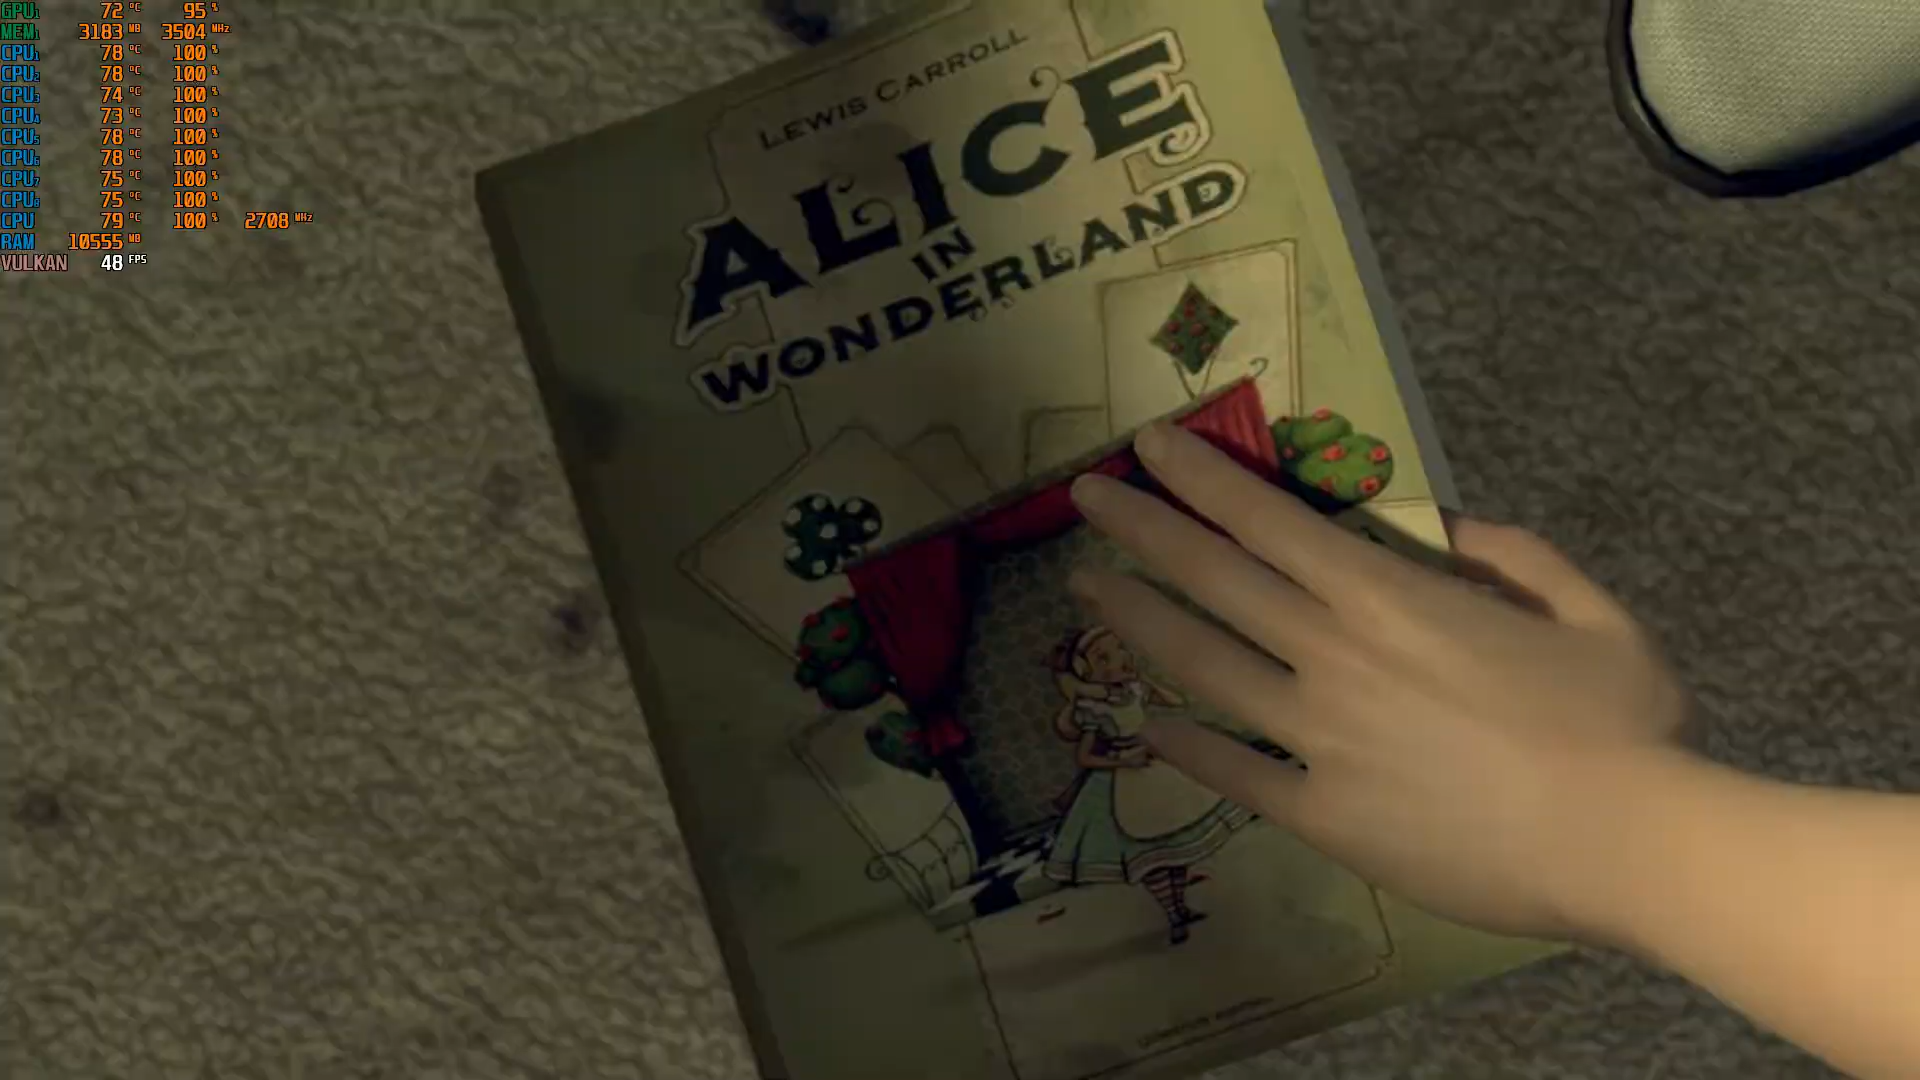 GPU1 72 °C 95 %
MEM1 3183 MB 3504 MHz
CPU1 78 °C 100 %
CPU2 78 °C 100 %
CPU3 74 °C 100 %
CPU4 73 °C 100 %
CPU5 78 °C 100 %
CPU6 78 °C 100 %
CPU7 75 °C 100 %
CPU8 75 °C 100 %
CPU 79 °C 100 % 2708 MHz
RAM 10555 MB
VULKAN 48 FPS
LEWIS CARROLL
ALICE
IN
WONDERLAND